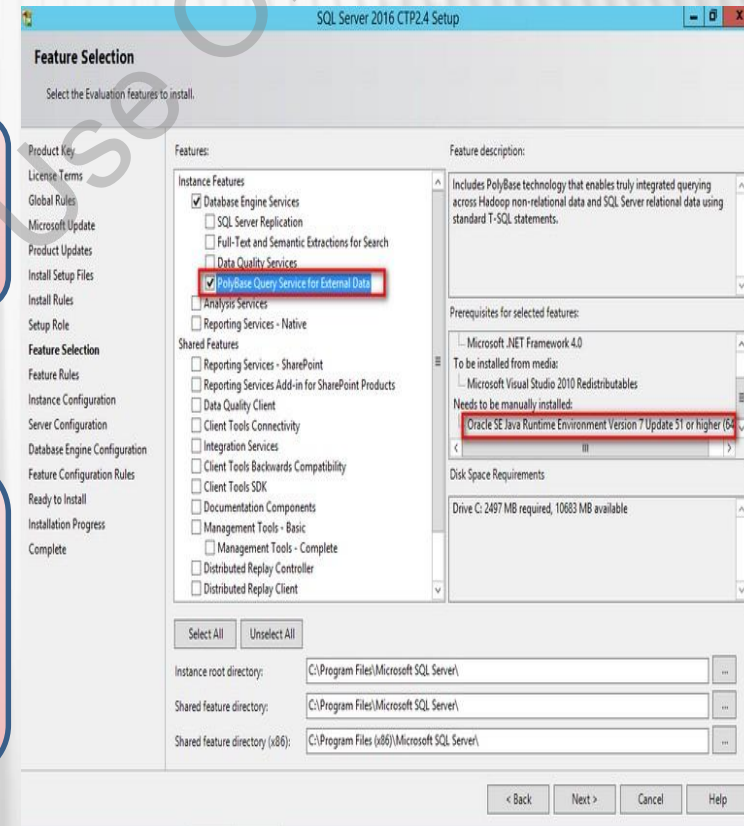 SQL Server 2016 CTP2.4 Setup
Feature Selection
Select the Evaluation features to install.
Product Key
License Terms
Global Rules
Microsoft Update
Product Updates
Install Setup Files
Install Rules
Setup Role
Feature Selection
Feature Rules
Instance Configuration
Server Configuration
Database Engine Configuration
Feature Configuration Rules
Ready to Install
Installation Progress
Complete
Features:
Instance Features
Database Engine Services
SQL Server Replication
Full-Text and Semantic Extractions for Search
Data Quality Services
PolyBase Query Service for External Data
Analysis Services
Reporting Services - Native
Shared Features
Reporting Services - SharePoint
Reporting Services Add-in for SharePoint Products
Data Quality Client
Client Tools Connectivity
Integration Services
Client Tools Backwards Compatibility
Client Tools SDK
Documentation Components
Management Tools - Basic
Management Tools - Complete
Distributed Replay Controller
Distributed Replay Client
Feature description:
Includes PolyBase technology that enables truly integrated querying
across Hadoop non-relational data and SQL Server relational data using
standard T-SQL statements.
Prerequisites for selected features:
Microsoft .NET Framework 4.0
To be installed from media:
Microsoft Visual Studio 2010 Redistributables
Needs to be manually installed:
Oracle SE Java Runtime Environment Version 7 Update 51 or higher (64
Disk Space Requirements
Drive C: 2497 MB required, 10683 MB available
Select All
Unselect All
Instance root directory:
C:\Program Files\Microsoft SQL Server\
...
Shared feature directory:
C:\Program Files\Microsoft SQL Server\
...
Shared feature directory (x86):
C:\Program Files (x86)\Microsoft SQL Server\
...
< Back
Next >
Cancel
Help
Use